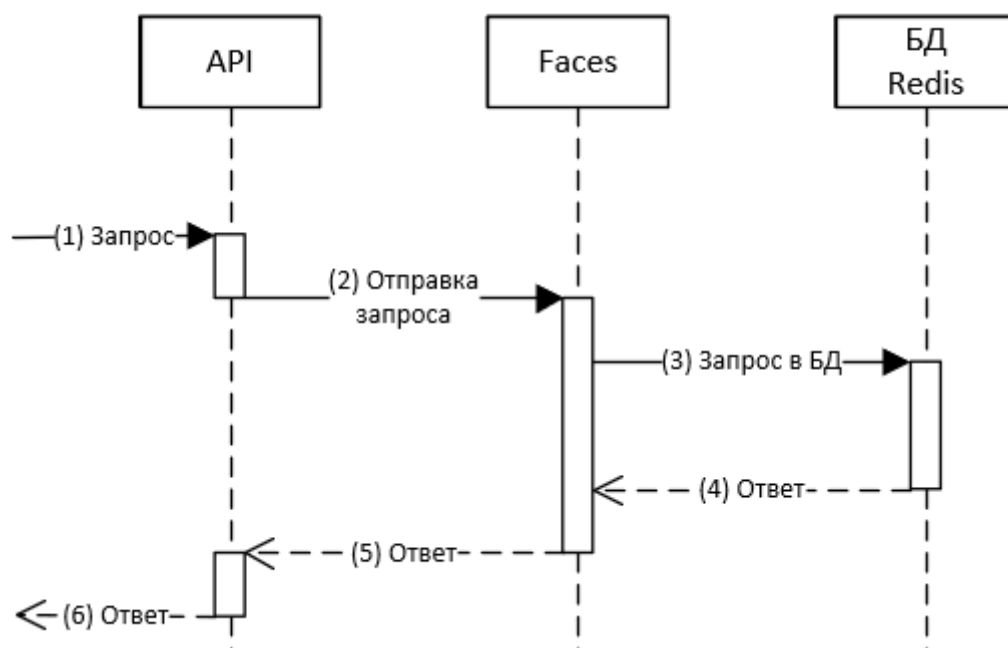 API
Faces
БД
Redis
(1) Запрос
(2) Отправка
запроса
(3) Запрос в БД
(4) Ответ
(5) Ответ
(6) Ответ